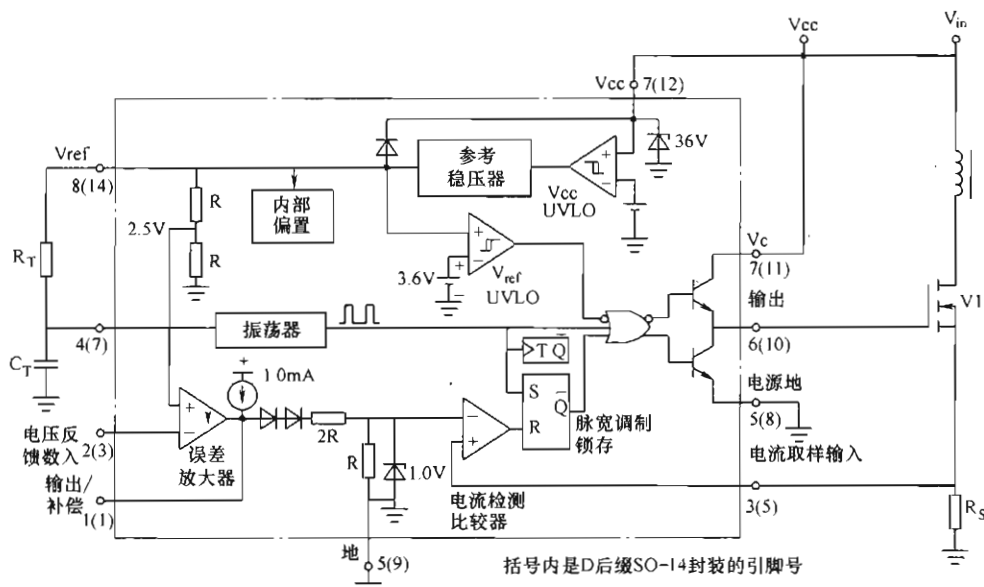 Vcc
Vin
Vcc
7(12)
Vref
8(14)
参考
稳压器
36V
内部
偏置
R
2.5V
R
Vcc
UVLO
RT
3.6V
Vref
UVLO
Vc
7(11)
输出
V1
4(7)
振荡器
6(10)
CT
1 0mA
T Q
S
Q
R
电源地
5(8)
电压反
馈数入
2(3)
误差
放大器
2R
R
1.0V
脉宽调制
锁存
电流取样输入
输出/
补偿
1(1)
电流检测
比较器
3(5)
RS
地
5(9)
括号内是D后缀SO-14封装的引脚号